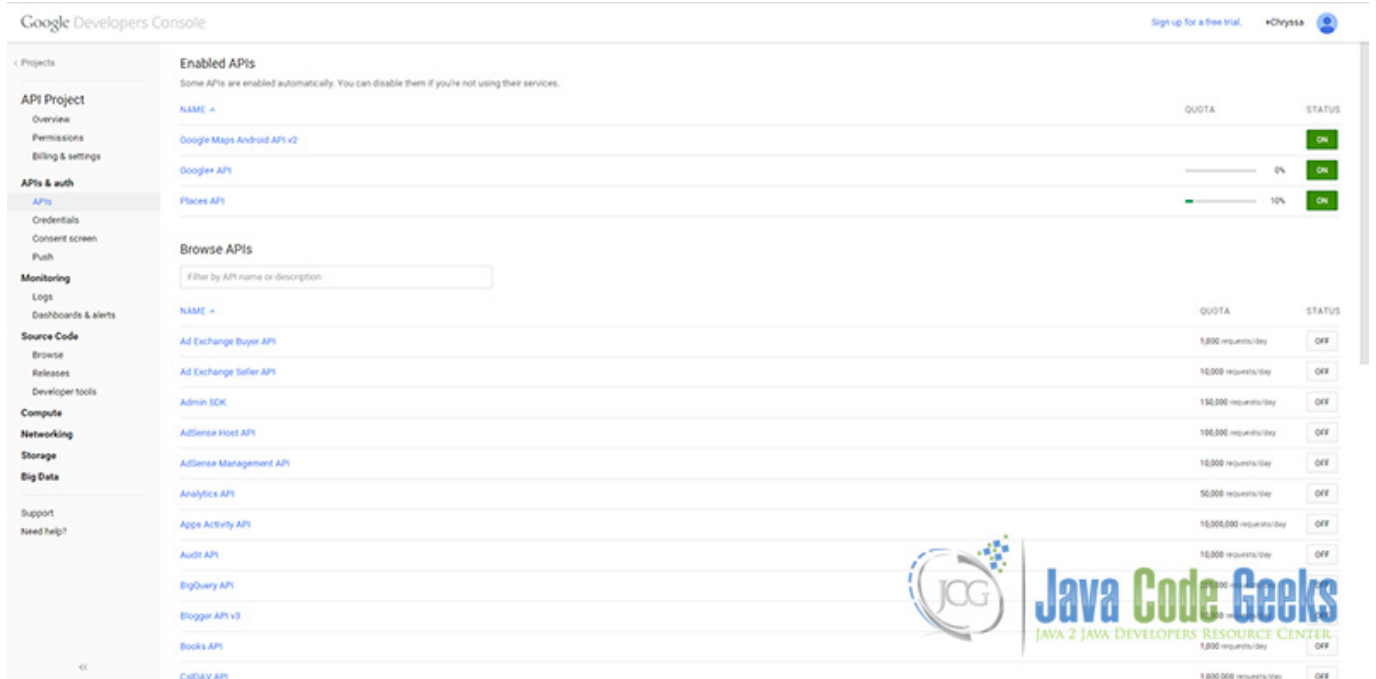 Google Developers Console
Sign up for a free trial. +Chryssa
< Projects
API Project
Overview
Permissions
Billing & settings
APIs & auth
APIs
Credentials
Consent screen
Push
Monitoring
Logs
Dashboards & alerts
Source Code
Browse
Releases
Developer tools
Compute
Networking
Storage
Big Data
Support
Need help?
<<
Enabled APIs
Some APIs are enabled automatically. You can disable them if you're not using their services.
NAME QUOTA STATUS
Google Maps Android API v2 ON
Google+ API 0% ON
Places API 10% ON
Browse APIs
Filter by API name or description
NAME QUOTA STATUS
Ad Exchange Buyer API 1,000 requests/day OFF
Ad Exchange Seller API 10,000 requests/day OFF
Admin SDK 150,000 requests/day OFF
AdSense Host API 100,000 requests/day OFF
AdSense Management API 10,000 requests/day OFF
Analytics API 50,000 requests/day OFF
Apps Activity API 10,000,000 requests/day OFF
Audit API 10,000 requests/day OFF
BigQuery API
Blogger API v3
Books API 1,000 requests/day OFF
CalDAV API 1,000,000 requests/day OFF
JCG
Java Code Geeks
JAVA 2 JAVA DEVELOPERS RESOURCE CENTER